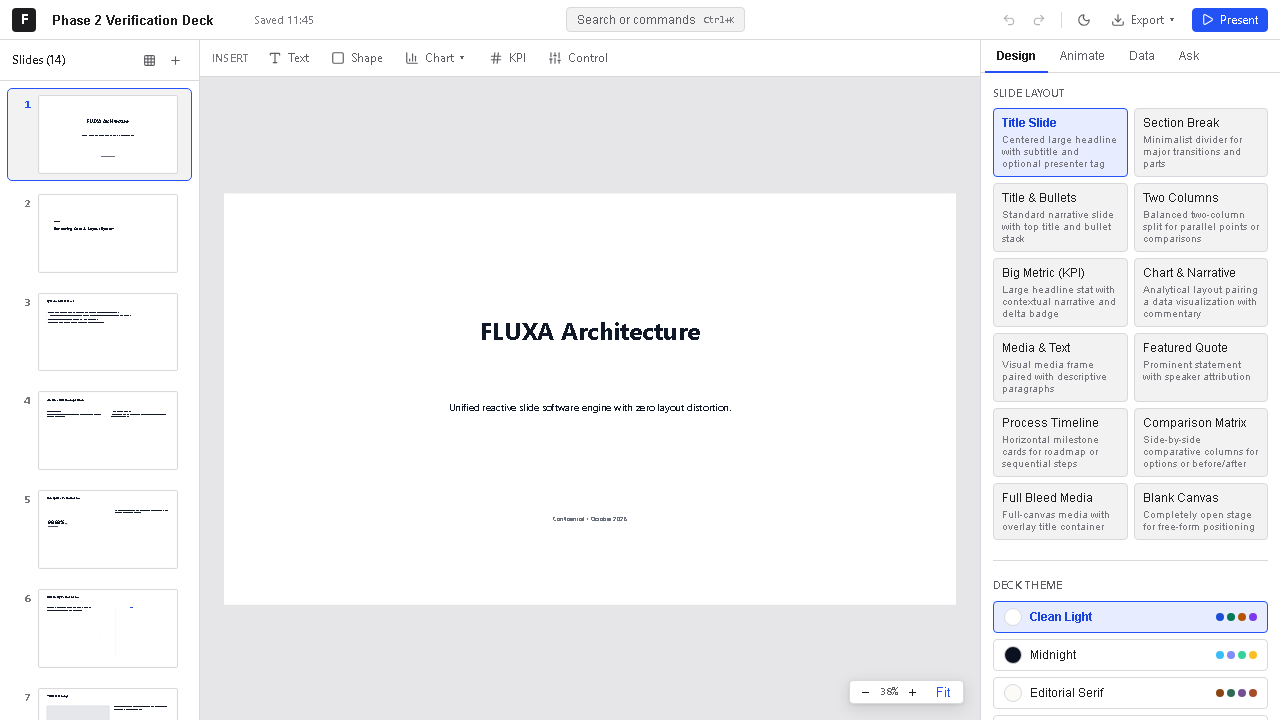 F Phase 2 Verification Deck Saved 11:45 Search or commands Ctrl+K Export Present
Slides (14)
INSERT Text Shape Chart KPI Control
Design Animate Data Ask
1
FLUXA Architecture
2
3
4
5
6
7
FLUXA Architecture
Unified reactive slide software engine with zero layout distortion.
Confidential • October 2026
− 38% + Fit
SLIDE LAYOUT
Title Slide
Centered large headline
with subtitle and
optional presenter tag
Section Break
Minimalist divider for
major transitions and
parts
Title & Bullets
Standard narrative slide
with top title and bullet
stack
Two Columns
Balanced two-column
split for parallel points or
comparisons
Big Metric (KPI)
Large headline stat with
contextual narrative and
delta badge
Chart & Narrative
Analytical layout pairing
a data visualization with
commentary
Media & Text
Visual media frame
paired with descriptive
paragraphs
Featured Quote
Prominent statement
with speaker attribution
Process Timeline
Horizontal milestone
cards for roadmap or
sequential steps
Comparison Matrix
Side-by-side
comparative columns for
options or before/after
Full Bleed Media
Full-canvas media with
overlay title container
Blank Canvas
Completely open stage
for free-form positioning
DECK THEME
Clean Light
Midnight
Editorial Serif